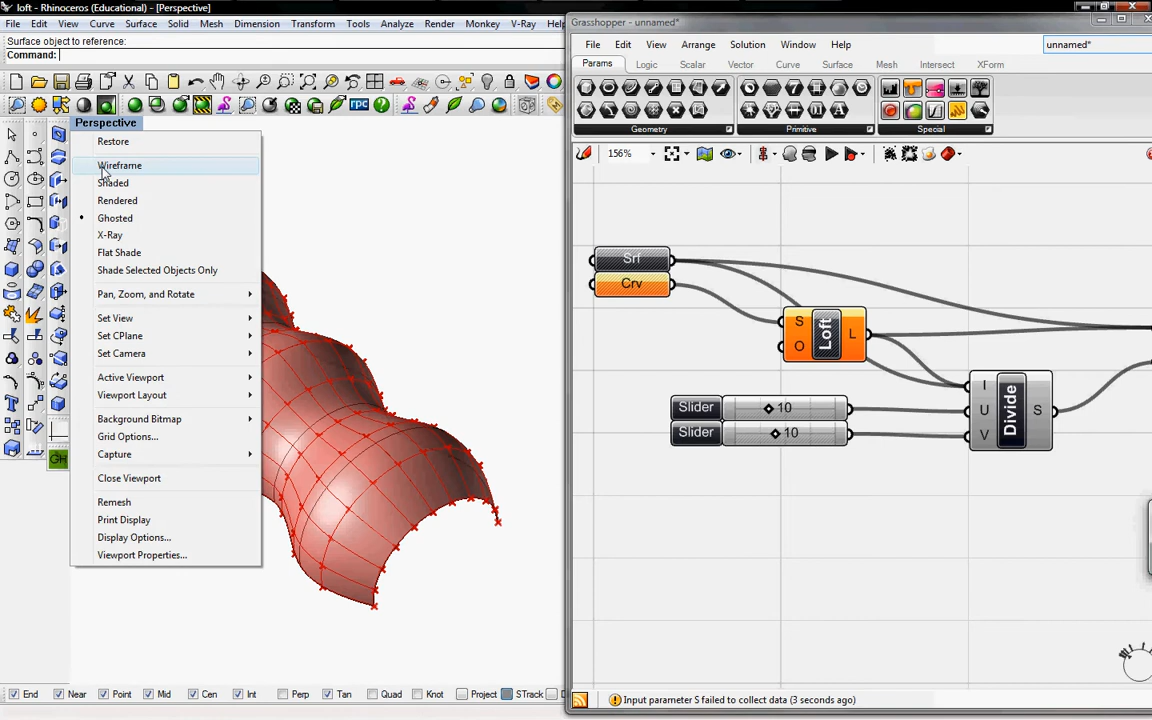 loft - Rhinoceros (Educational) - [Perspective]
File Edit View Curve Surface Solid Mesh Dimension Transform Tools Analyze Render Monkey V-Ray Help
Surface object to reference:
Command:
Perspective
Restore
Wireframe
Shaded
Rendered
Ghosted
X-Ray
Flat Shade
Shade Selected Objects Only
Pan, Zoom, and Rotate
Set View
Set CPlane
Set Camera
Active Viewport
Viewport Layout
Background Bitmap
Grid Options...
Capture
Close Viewport
Remesh
Print Display
Display Options...
Viewport Properties...
End Near Point Mid Cen Int Perp Tan Quad Knot Project STrack
Grasshopper - unnamed*
File Edit View Arrange Solution Window Help unnamed*
Params Logic Scalar Vector Curve Surface Mesh Intersect XForm
Geometry Primitive Special
156%
Srf
Crv
S O Loft L
Slider 10
Slider 10
I U V Divide S
Input parameter S failed to collect data (3 seconds ago)